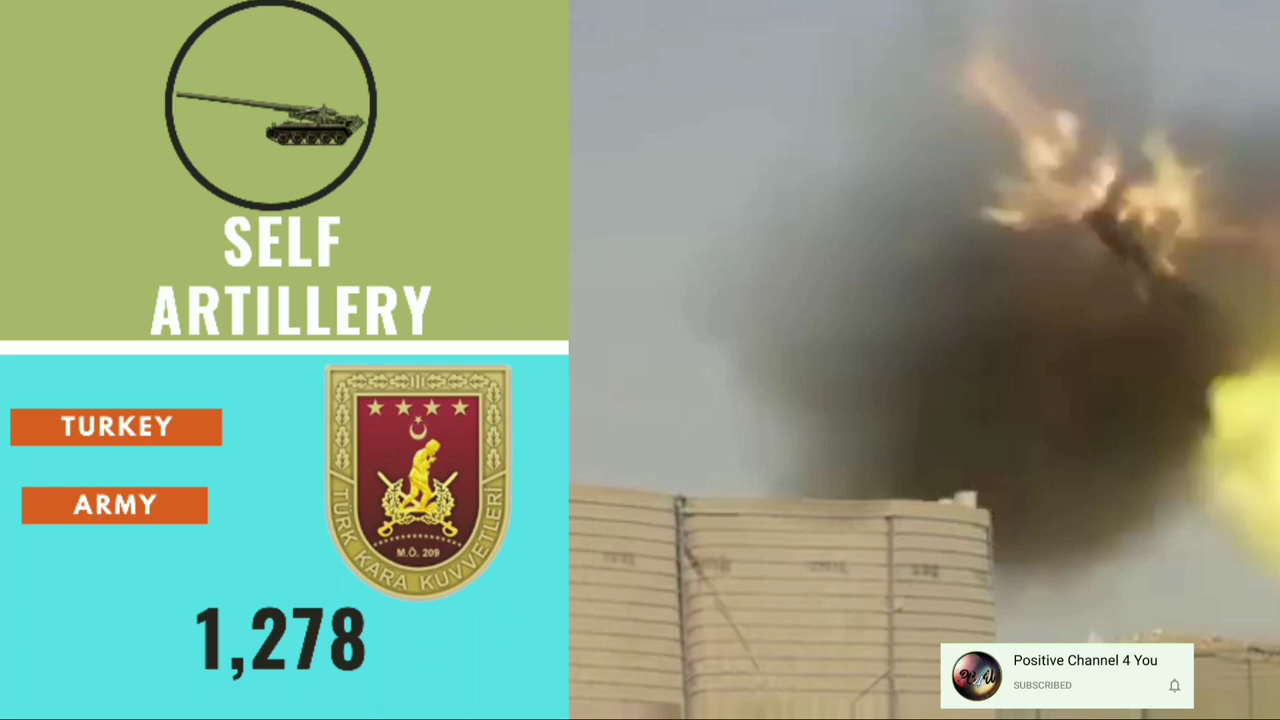 SELF
ARTILLERY
TURKEY
ARMY
M.Ö. 209
TÜRK KARA KUVVETLERİ
1,278
Positive Channel 4 You
SUBSCRIBED